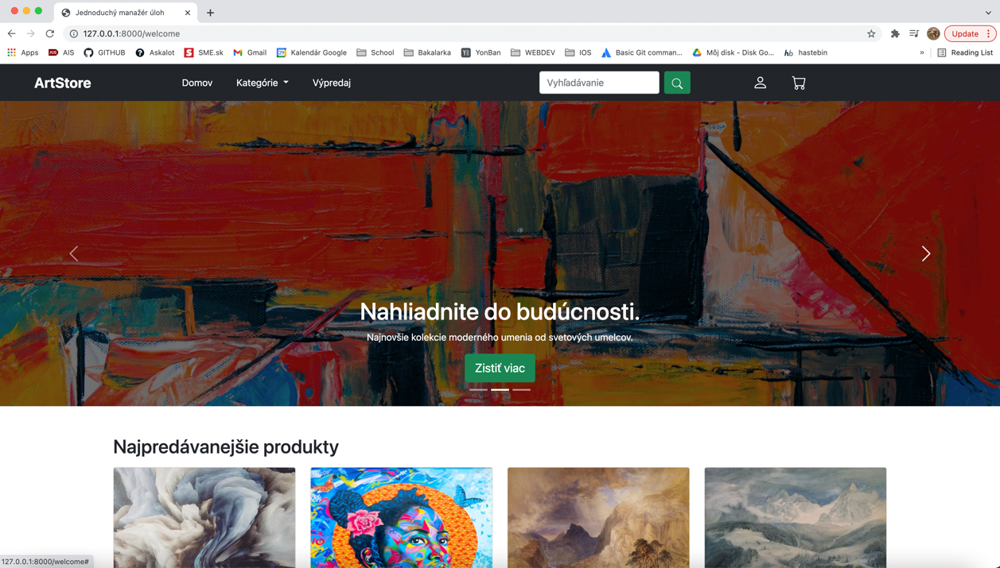 Jednoduchý manažér úloh
127.0.0.1:8000/welcome
Update
Apps
AIS AIS
GITHUB
Askalot
S SME.sk
Gmail
Kalendár Google
School
Bakalarka
YonBan
WEBDEV
IOS
Basic Git comman...
Môj disk - Disk Go...
hb hastebin
»
Reading List
ArtStore
Domov
Kategórie
Výpredaj
Vyhľadávanie
Nahliadnite do budúcnosti.
Najnovšie kolekcie moderného umenia od svetových umelcov.
Zistiť viac
Najpredávanejšie produkty
127.0.0.1:8000/welcome#